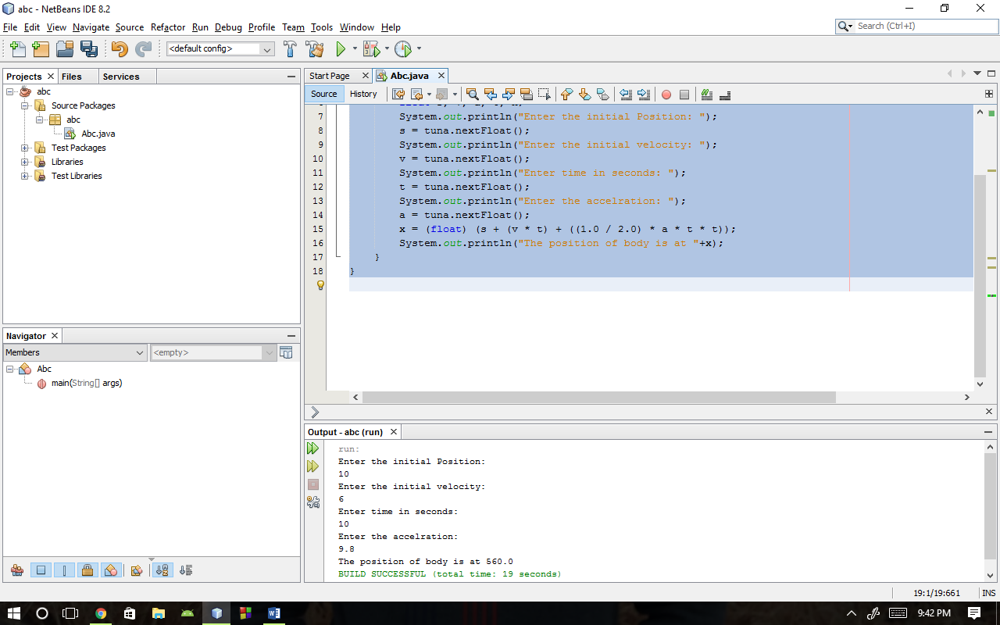 abc - NetBeans IDE 8.2
File Edit View Navigate Source Refactor Run Debug Profile Team Tools Window Help
Search (Ctrl+I)
<default config>
Projects Files Services
Start Page Abc.java
abc
Source Packages
abc
Abc.java
Test Packages
Libraries
Test Libraries
Source History
7 System.out.println("Enter the initial Position: ");
8 s = tuna.nextFloat();
9 System.out.println("Enter the initial velocity: ");
10 v = tuna.nextFloat();
11 System.out.println("Enter time in seconds: ");
12 t = tuna.nextFloat();
13 System.out.println("Enter the accelration: ");
14 a = tuna.nextFloat();
15 x = (float) (s + (v * t) + ((1.0 / 2.0) * a * t * t));
16 System.out.println("The position of body is at "+x);
17 }
18 }
Navigator
Members <empty>
Abc
main(String[] args)
Output - abc (run)
run:
Enter the initial Position:
10
Enter the initial velocity:
6
Enter time in seconds:
10
Enter the accelration:
9.8
The position of body is at 560.0
BUILD SUCCESSFUL (total time: 19 seconds)
19:1/19:661 INS
9:42 PM